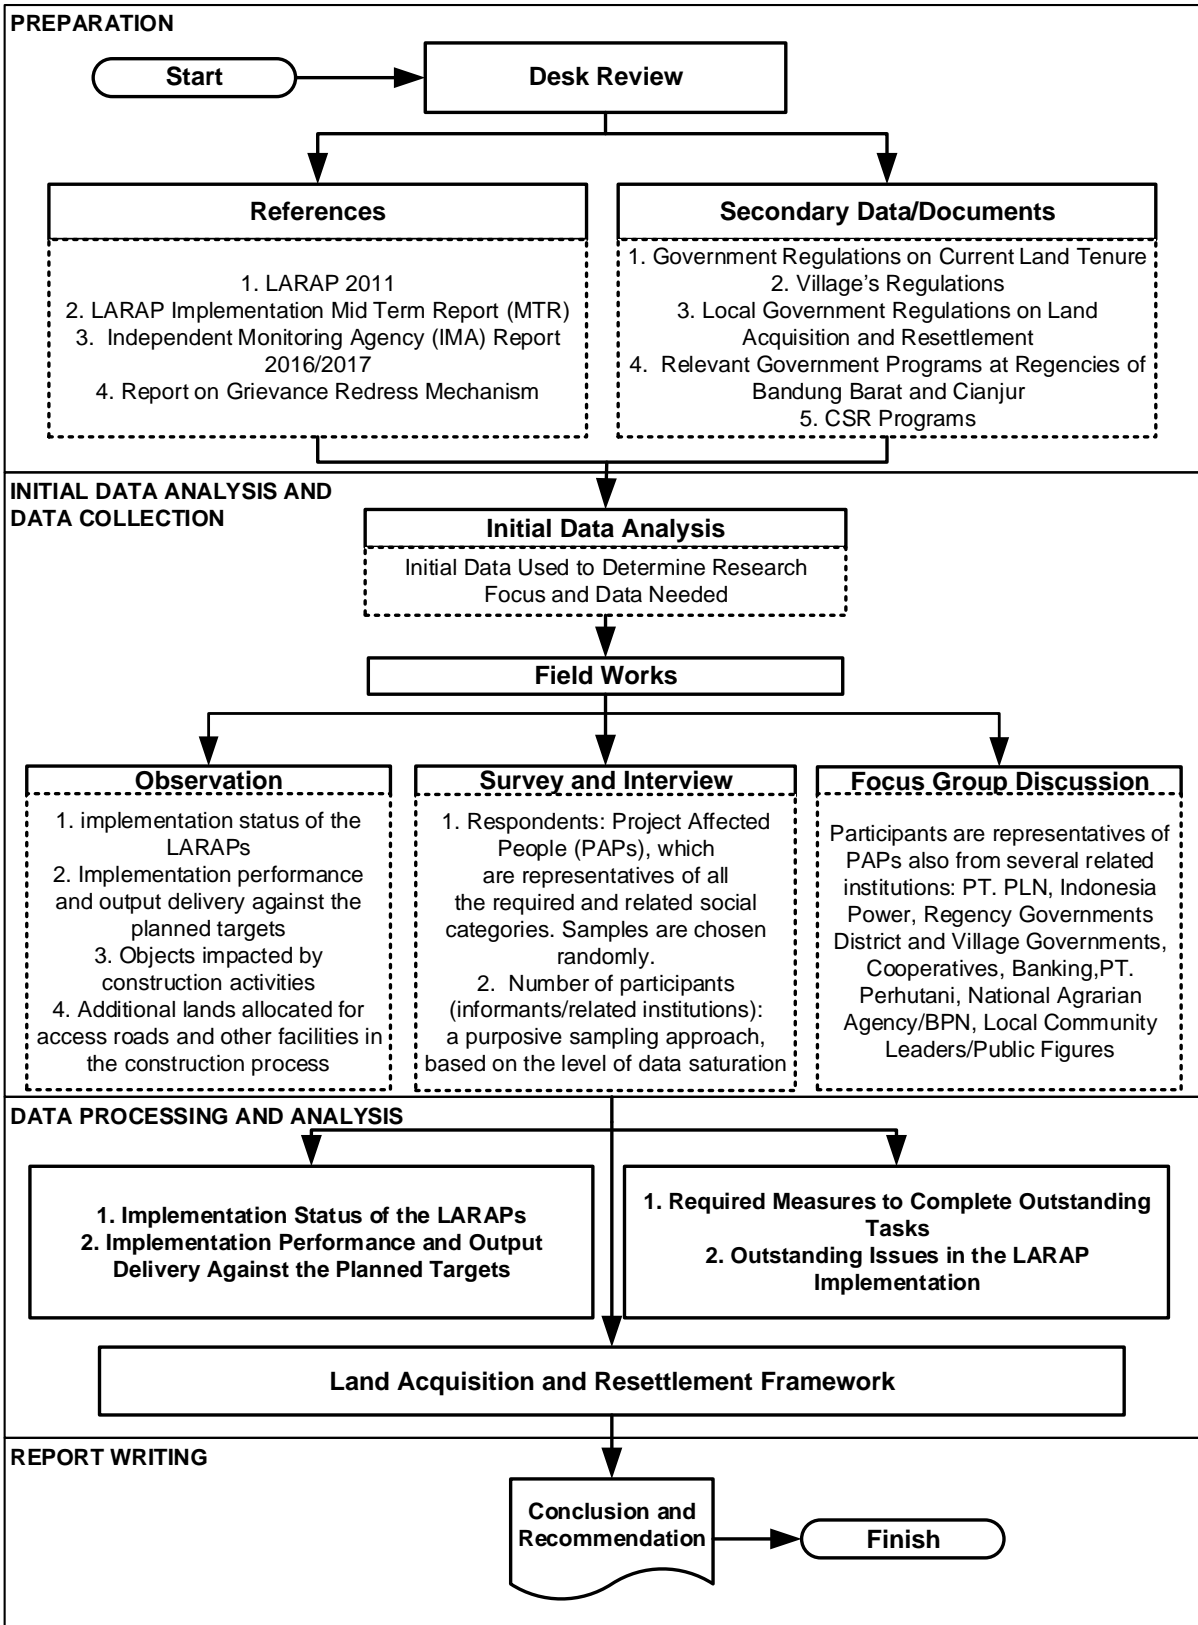 PREPARATION
Start
Desk Review
References
1. LARAP 2011
2. LARAP Implementation Mid Term Report (MTR)
3. Independent Monitoring Agency (IMA) Report
2016/2017
4. Report on Grievance Redress Mechanism
Secondary Data/Documents
1. Government Regulations on Current Land Tenure
2. Village's Regulations
3. Local Government Regulations on Land
Acquisition and Resettlement
4. Relevant Government Programs at Regencies of
Bandung Barat and Cianjur
5. CSR Programs
INITIAL DATA ANALYSIS AND
DATA COLLECTION
Initial Data Analysis
Initial Data Used to Determine Research
Focus and Data Needed
Field Works
Observation
1. implementation status of the
LARAPs
2. Implementation performance
and output delivery against the
planned targets
3. Objects impacted by
construction activities
4. Additional lands allocated for
access roads and other facilities in
the construction process
Survey and Interview
1. Respondents: Project Affected
People (PAPs), which
are representatives of all
the required and related social
categories. Samples are chosen
randomly.
2. Number of participants
(informants/related institutions):
a purposive sampling approach,
based on the level of data saturation
Focus Group Discussion
Participants are representatives of
PAPs also from several related
institutions: PT. PLN, Indonesia
Power, Regency Governments
District and Village Governments,
Cooperatives, Banking,PT.
Perhutani, National Agrarian
Agency/BPN, Local Community
Leaders/Public Figures
DATA PROCESSING AND ANALYSIS
1. Implementation Status of the LARAPs
2. Implementation Performance and Output
Delivery Against the Planned Targets
1. Required Measures to Complete Outstanding
Tasks
2. Outstanding Issues in the LARAP
Implementation
Land Acquisition and Resettlement Framework
REPORT WRITING
Conclusion and
Recommendation
Finish